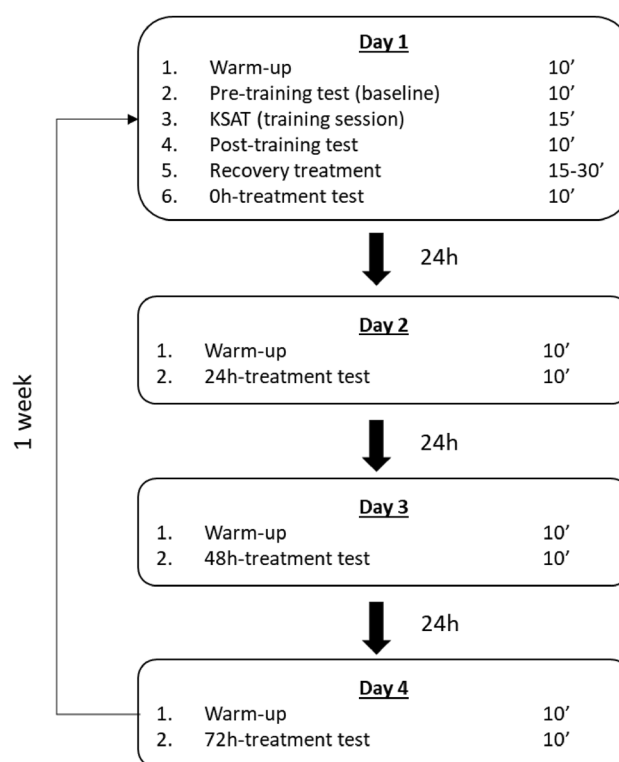 Day 1
1. Warm-up 10’
2. Pre-training test (baseline) 10’
3. KSAT (training session) 15’
4. Post-training test 10’
5. Recovery treatment 15-30’
6. 0h-treatment test 10’
24h
Day 2
1. Warm-up 10’
2. 24h-treatment test 10’
1 week
24h
Day 3
1. Warm-up 10’
2. 48h-treatment test 10’
24h
Day 4
1. Warm-up 10’
2. 72h-treatment test 10’